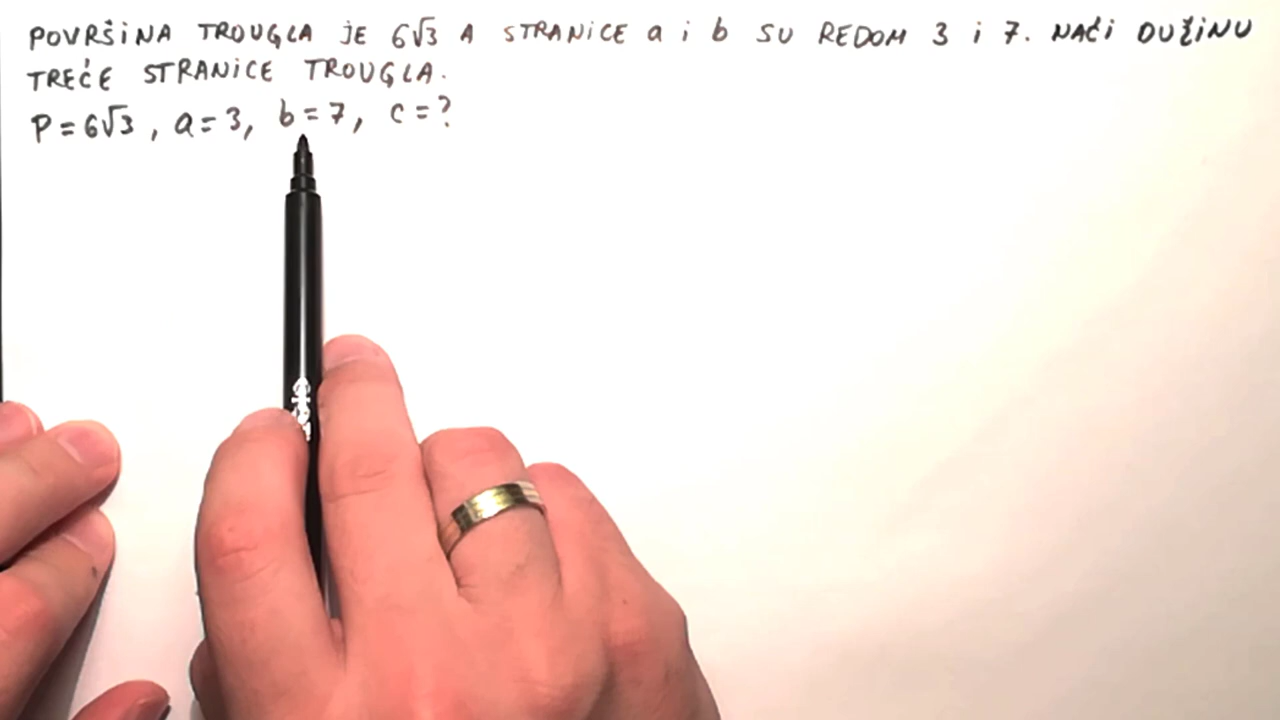 POVRŠiNA TROUGLA JE 6√3 A STRANiCE a i b SU REDOM 3 i 7. NAĆi DUŽiNU
TREĆE STRANiCE TROUGLA.
P=6√3, a=3, b=7, c=?